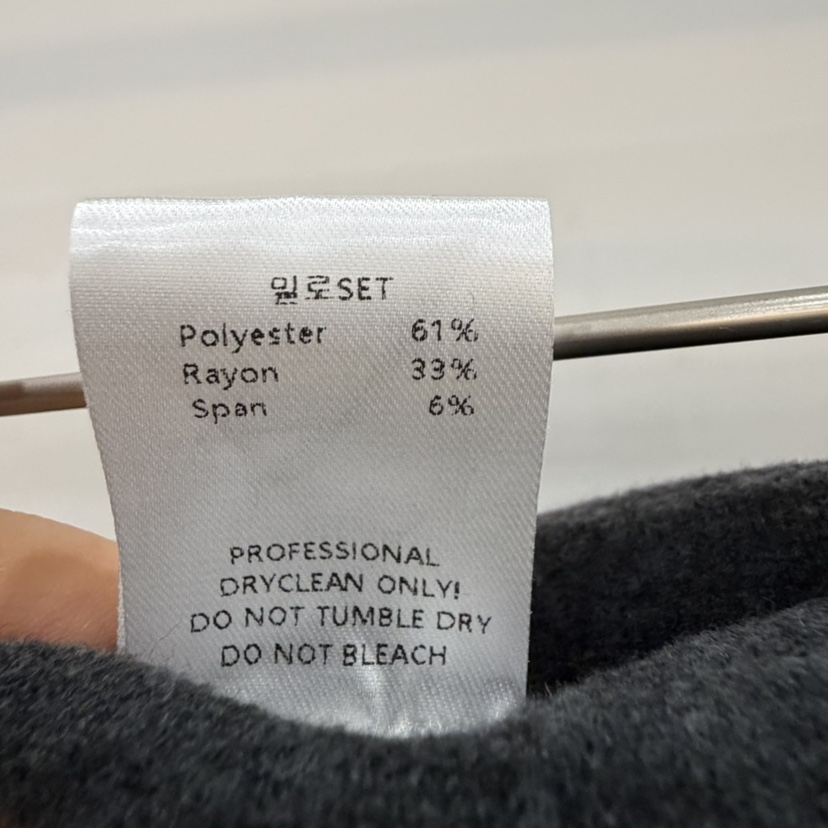 밀로SET
Polyester 61%
Rayon 33%
Span 6%
PROFESSIONAL
DRYCLEAN ONLY!
DO NOT TUMBLE DRY
DO NOT BLEACH